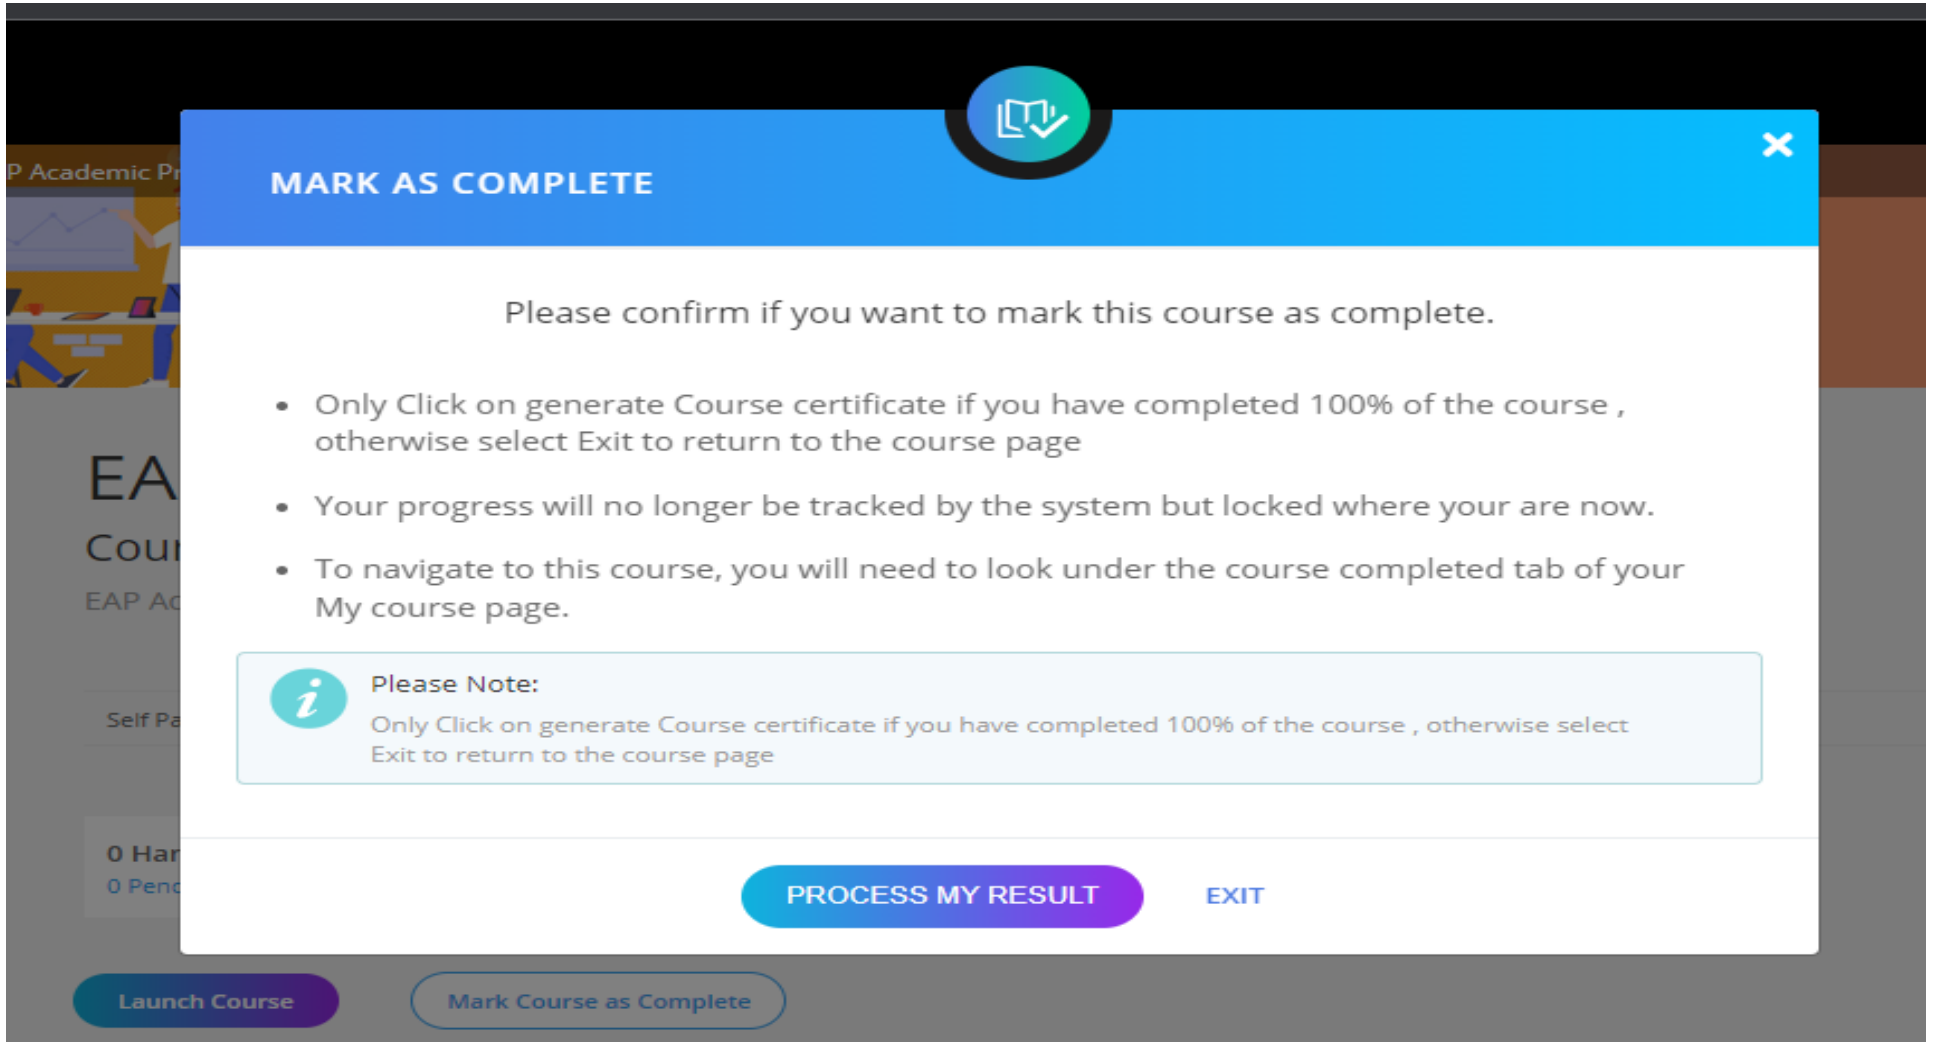 P Academic Pr
MARK AS COMPLETE
Please confirm if you want to mark this course as complete.
Only Click on generate Course certificate if you have completed 100% of the course ,
otherwise select Exit to return to the course page
Your progress will no longer be tracked by the system but locked where your are now.
To navigate to this course, you will need to look under the course completed tab of your
My course page.
EA
Cour
EAP Ac
Please Note:
Only Click on generate Course certificate if you have completed 100% of the course , otherwise select
Exit to return to the course page
Self Pa
0 Har
0 Penc
PROCESS MY RESULT
EXIT
Launch Course
Mark Course as Complete